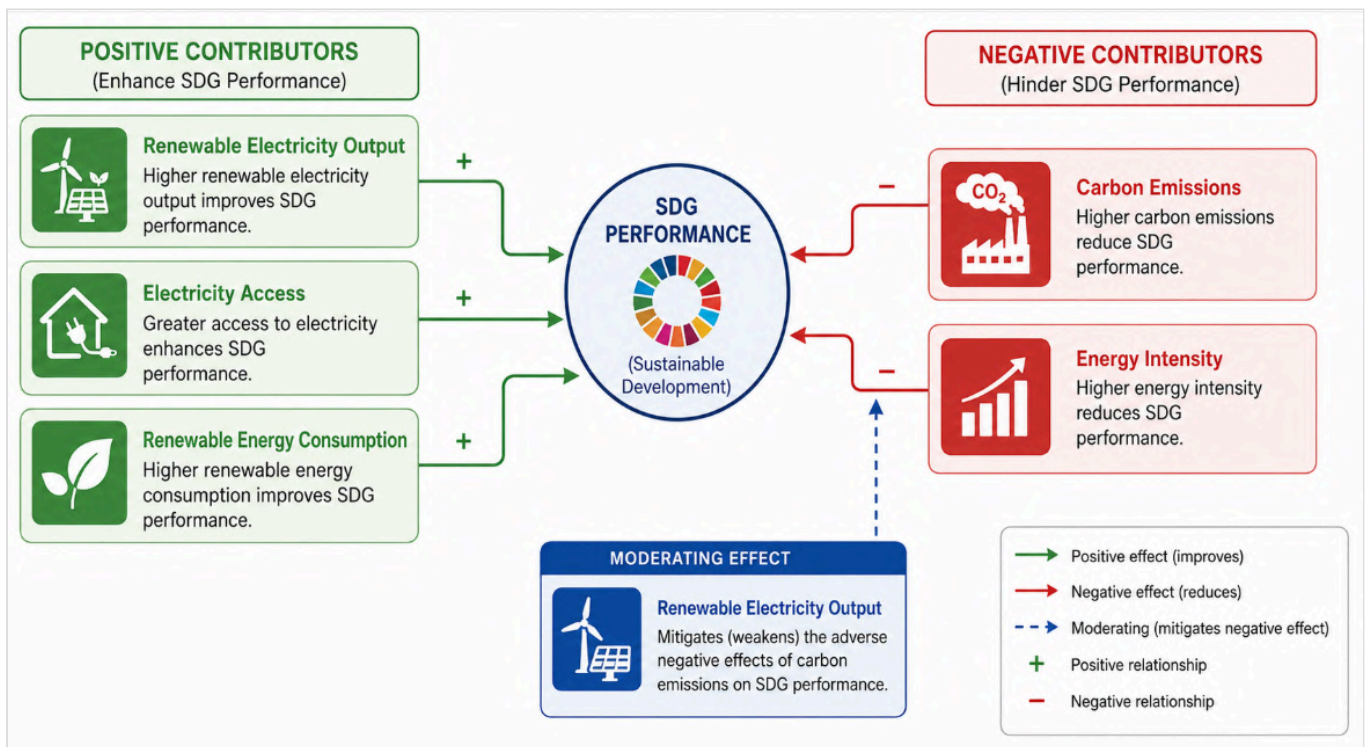 POSITIVE CONTRIBUTORS
(Enhance SDG Performance)
Renewable Electricity Output
Higher renewable electricity
output improves SDG
performance.
+
Electricity Access
Greater access to electricity
enhances SDG
performance.
+
Renewable Energy Consumption
Higher renewable energy
consumption improves SDG
performance.
+
SDG
PERFORMANCE
(Sustainable
Development)
NEGATIVE CONTRIBUTORS
(Hinder SDG Performance)
−
CO₂
Carbon Emissions
Higher carbon emissions
reduce SDG
performance.
−
Energy Intensity
Higher energy intensity
reduces SDG
performance.
MODERATING EFFECT
Renewable Electricity Output
Mitigates (weakens) the adverse
negative effects of carbon
emissions on SDG performance.
Positive effect (improves)
Negative effect (reduces)
Moderating (mitigates negative effect)
+ Positive relationship
− Negative relationship